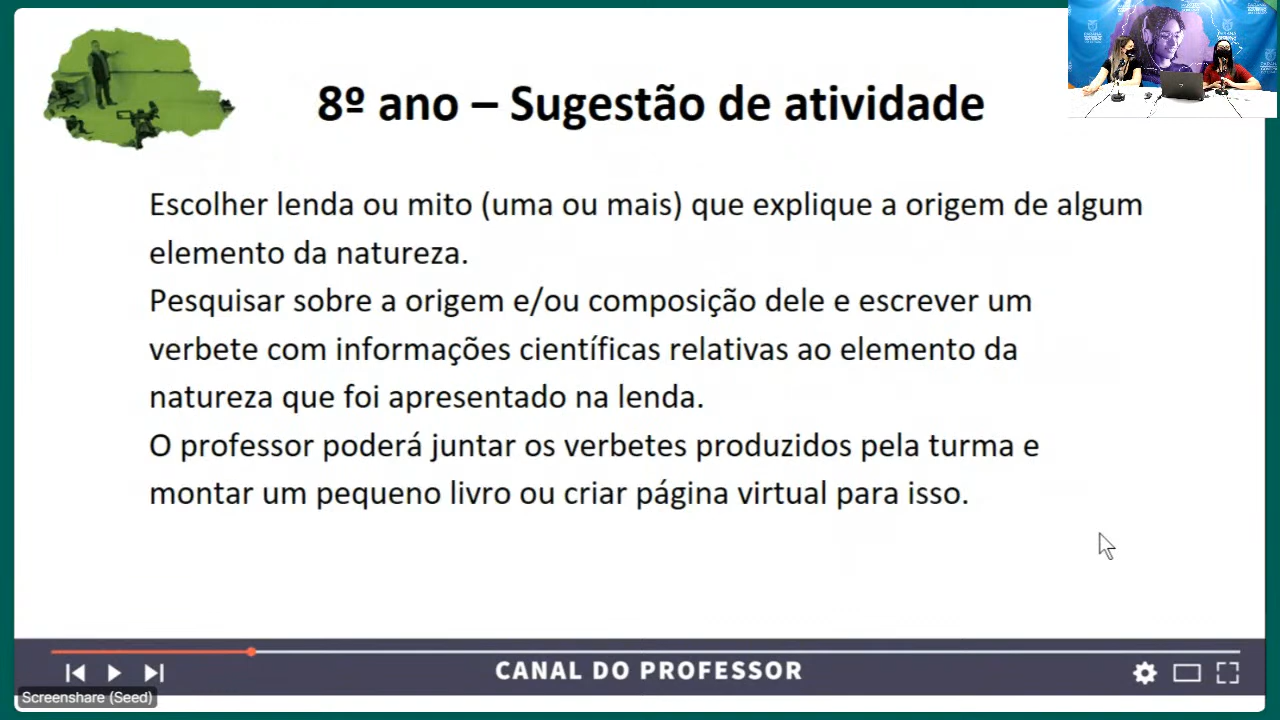 8º ano – Sugestão de atividade
Escolher lenda ou mito (uma ou mais) que explique a origem de algum
elemento da natureza.
Pesquisar sobre a origem e/ou composição dele e escrever um
verbete com informações científicas relativas ao elemento da
natureza que foi apresentado na lenda.
O professor poderá juntar os verbetes produzidos pela turma e
montar um pequeno livro ou criar página virtual para isso.
CANAL DO PROFESSOR
Screenshare (Seed)